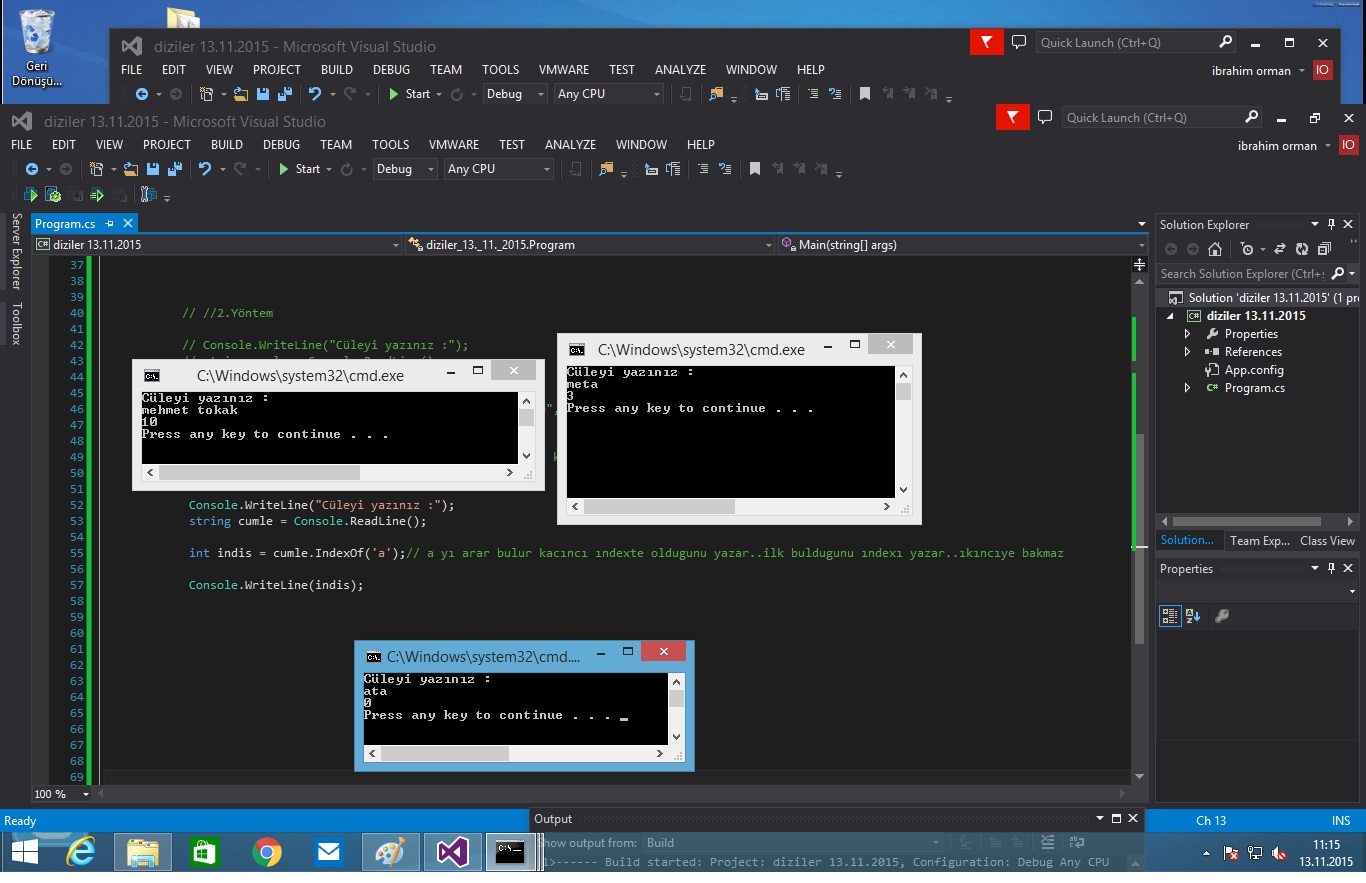 Geri
Dönüşü...
diziler 13.11.2015 - Microsoft Visual Studio
Quick Launch (Ctrl+Q)
FILE EDIT VIEW PROJECT BUILD DEBUG TEAM TOOLS VMWARE TEST ANALYZE WINDOW HELP
ibrahim orman IO
Start Debug Any CPU
diziler 13.11.2015 - Microsoft Visual Studio
Quick Launch (Ctrl+Q)
FILE EDIT VIEW PROJECT BUILD DEBUG TEAM TOOLS VMWARE TEST ANALYZE WINDOW HELP
ibrahim orman IO
Start Debug Any CPU
Server Explorer
Toolbox
Program.cs
C# diziler 13.11.2015
diziler_13._11._2015.Program
Main(string[] args)
37
38
39
40 // //2.Yöntem
41
42 // Console.WriteLine("Cüleyi yazınız :");
43
44
45
46 ",
47
48
49 k
50
51
52 Console.WriteLine("Cüleyi yazınız :");
53 string cumle = Console.ReadLine();
54
55 int indis = cumle.IndexOf('a');// a yı arar bulur kacıncı ındexte oldugunu yazar..ilk buldugunu ındexı yazar..ıkıncıye bakmaz
56
57 Console.WriteLine(indis);
58
59
60
61
62
63
64
65
66
67
68
69
100 %
C:\Windows\system32\cmd.exe
Cüleyi yazınız :
mehmet tokak
10
Press any key to continue . . .
C:\Windows\system32\cmd.exe
Cüleyi yazınız :
meta
3
Press any key to continue . . .
C:\Windows\system32\cmd....
Cüleyi yazınız :
ata
0
Press any key to continue . . . _
Solution Explorer
Search Solution Explorer (Ctrl+;
Solution 'diziler 13.11.2015' (1 pr
C# diziler 13.11.2015
Properties
References
App.config
C# Program.cs
Solution... Team Exp... Class View
Properties
Ready
Output
Ch 13
INS
Show output from: Build
1>------ Build started: Project: diziler 13.11.2015, Configuration: Debug Any CPU
11:15
13.11.2015